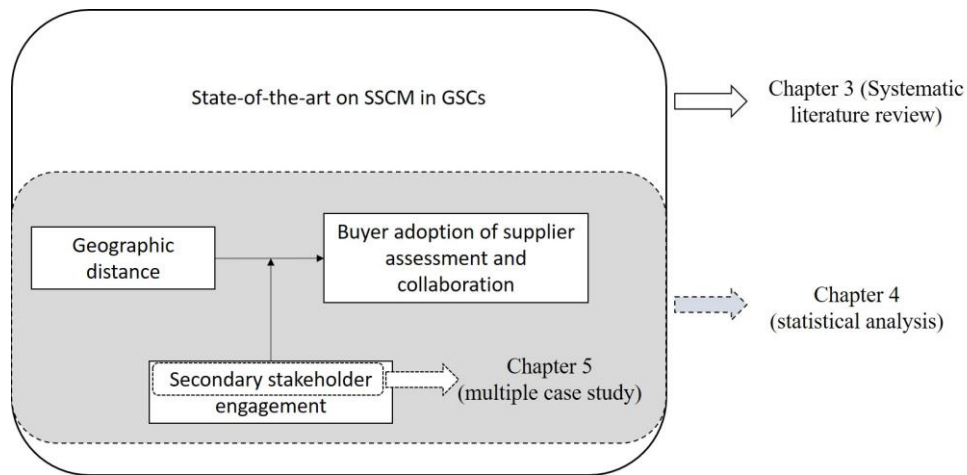 State-of-the-art on SSCM in GSCs
Chapter 3 (Systematic
literature review)
Geographic
distance
Buyer adoption of supplier
assessment and
collaboration
Chapter 4
(statistical analysis)
Secondary stakeholder
engagement
Chapter 5
(multiple case study)